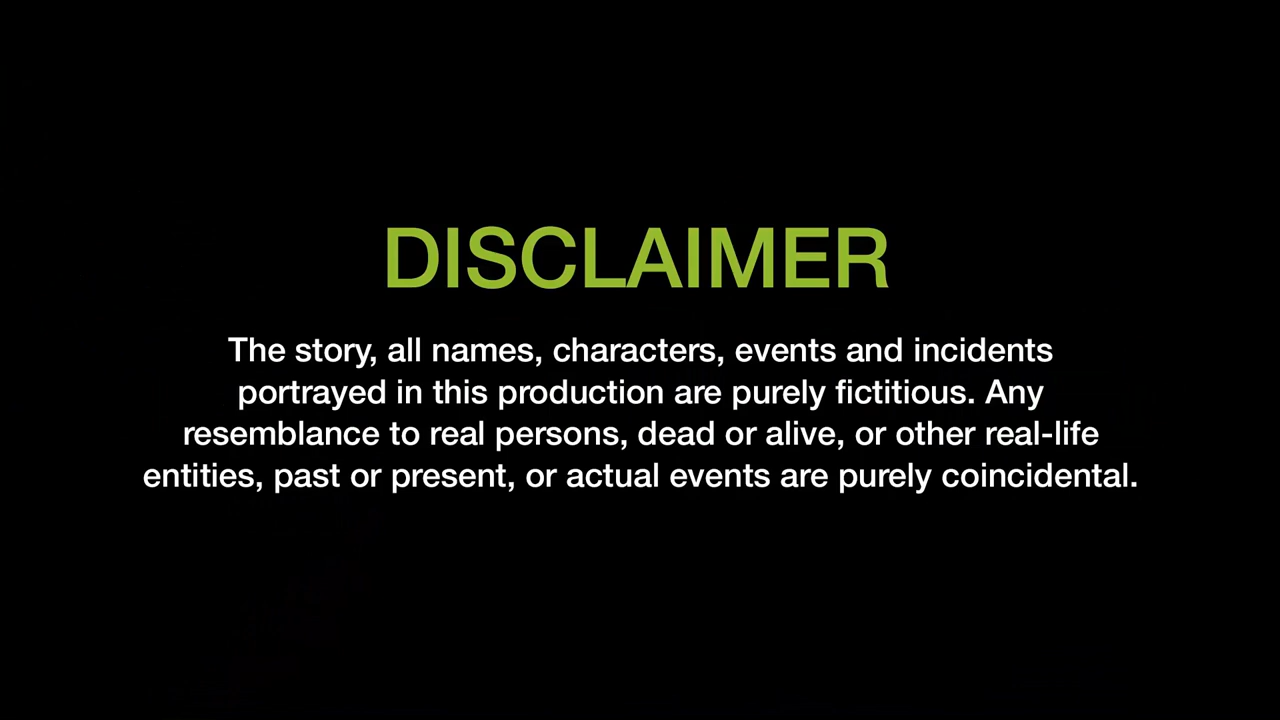 DISCLAIMER
The story, all names, characters, events and incidents
portrayed in this production are purely fictitious. Any
resemblance to real persons, dead or alive, or other real-life
entities, past or present, or actual events are purely coincidental.